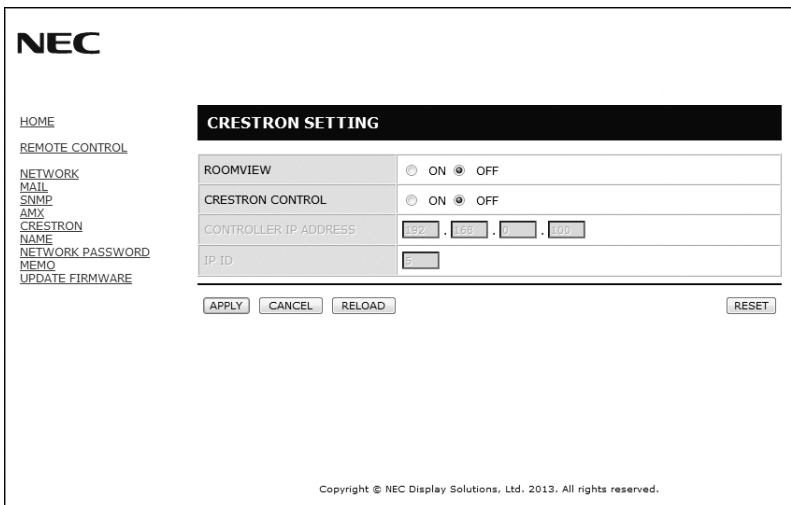 NEC
HOME
REMOTE CONTROL
NETWORK
MAIL
SNMP
AMX
CRESTRON
NAME
NETWORK PASSWORD
MEMO
UPDATE FIRMWARE
CRESTRON SETTING
ROOMVIEW ON OFF
CRESTRON CONTROL ON OFF
CONTROLLER IP ADDRESS 192 . 168 . 0 . 100
IP ID 5
APPLY CANCEL RELOAD RESET
Copyright © NEC Display Solutions, Ltd. 2013. All rights reserved.